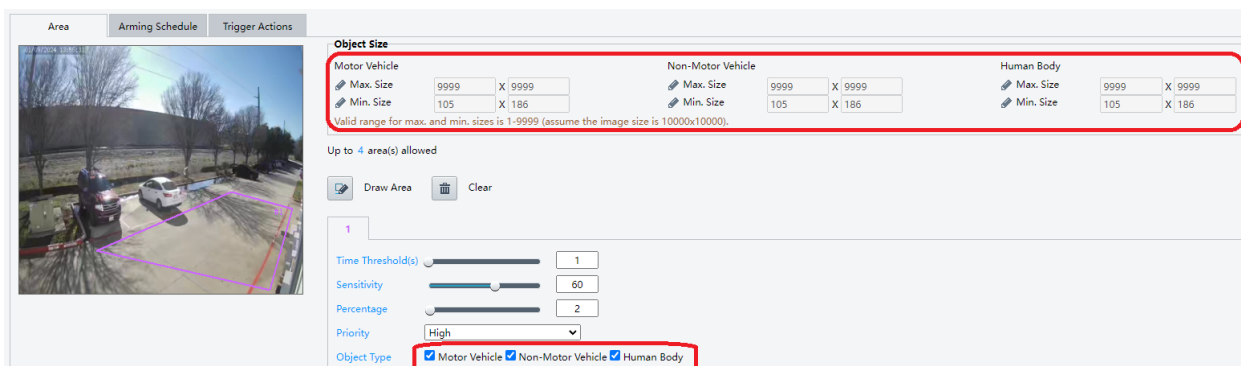 Area Arming Schedule Trigger Actions
Object Size
Motor Vehicle Non-Motor Vehicle Human Body
Max. Size 9999 X 9999 Max. Size 9999 X 9999 Max. Size 9999 X 9999
Min. Size 105 X 186 Min. Size 105 X 186 Min. Size 105 X 186
Valid range for max. and min. sizes is 1-9999 (assume the image size is 10000x10000).
Up to 4 area(s) allowed
Draw Area Clear
1
Time Threshold(s) 1
Sensitivity 60
Percentage 2
Priority High
Object Type Motor Vehicle Non-Motor Vehicle Human Body